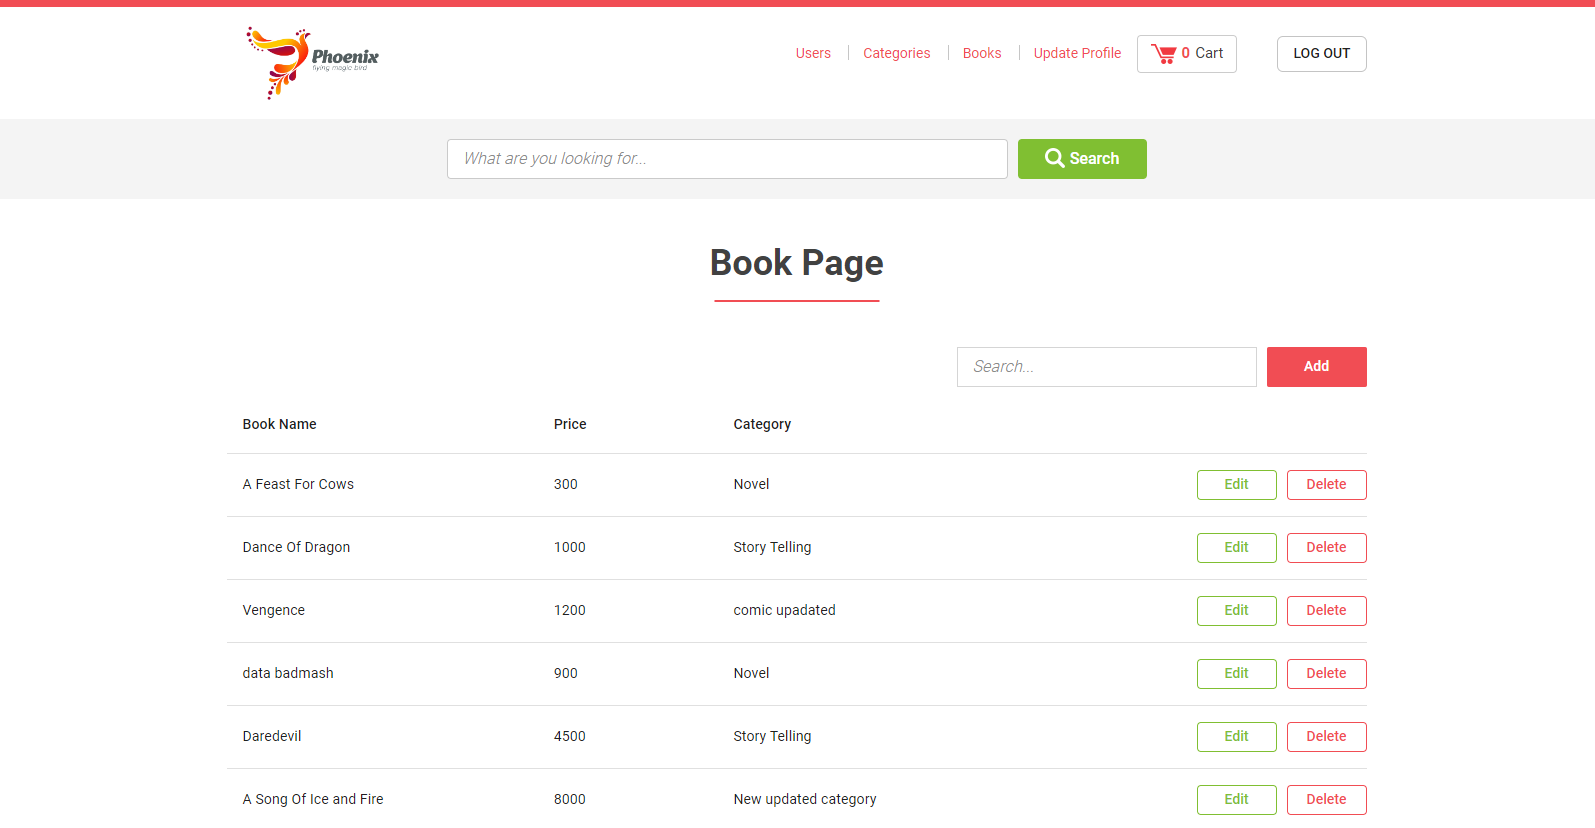 Phoenix
flying magic bird
Users Categories Books Update Profile 0 Cart LOG OUT
What are you looking for... Search
Book Page
Search... Add
Book Name Price Category
A Feast For Cows 300 Novel Edit Delete
Dance Of Dragon 1000 Story Telling Edit Delete
Vengence 1200 comic upadated Edit Delete
data badmash 900 Novel Edit Delete
Daredevil 4500 Story Telling Edit Delete
A Song Of Ice and Fire 8000 New updated category Edit Delete